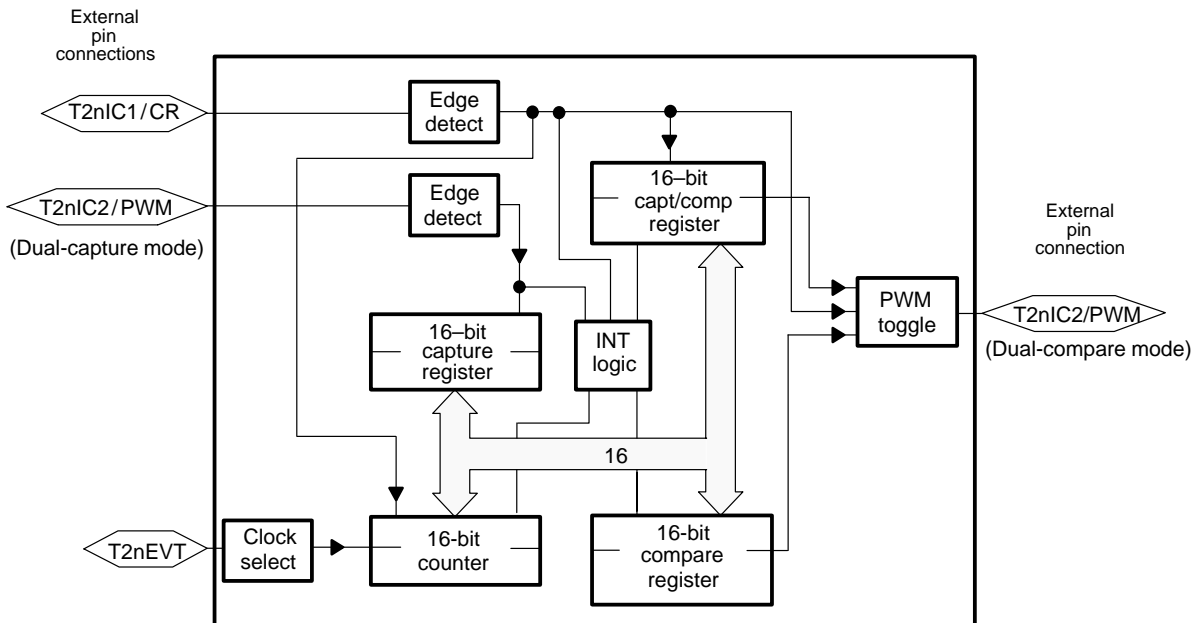 External
pin
connections
T2nIC1/CR
Edge
detect
T2nIC2/PWM
(Dual-capture mode)
Edge
detect
16–bit
capt/comp
register
External
pin
connection
PWM
toggle
T2nIC2/PWM
(Dual-compare mode)
16–bit
capture
register
INT
logic
16
T2nEVT
Clock
select
16-bit
counter
16-bit
compare
register